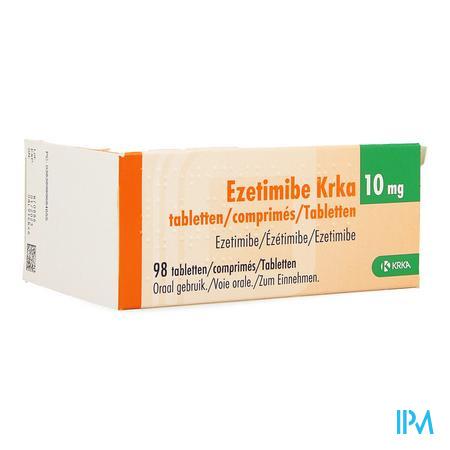 Ezetimibe Krka 10 mg
tabletten/comprimés/Tabletten
Ezetimibe/Ézétimibe/Ezetimibe
98 tabletten/comprimés/Tabletten
Oraal gebruik./Voie orale./Zum Einnehmen.
KRKA
IPM